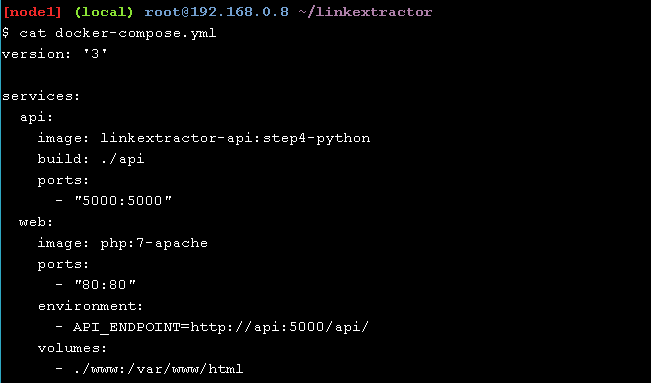 [node1] (local) root@192.168.0.8 ~/linkextractor
$ cat docker-compose.yml
version: '3'

services:
  api:
    image: linkextractor-api:step4-python
    build: ./api
    ports:
      - "5000:5000"
  web:
    image: php:7-apache
    ports:
      - "80:80"
    environment:
      - API_ENDPOINT=http://api:5000/api/
    volumes:
      - ./www:/var/www/html